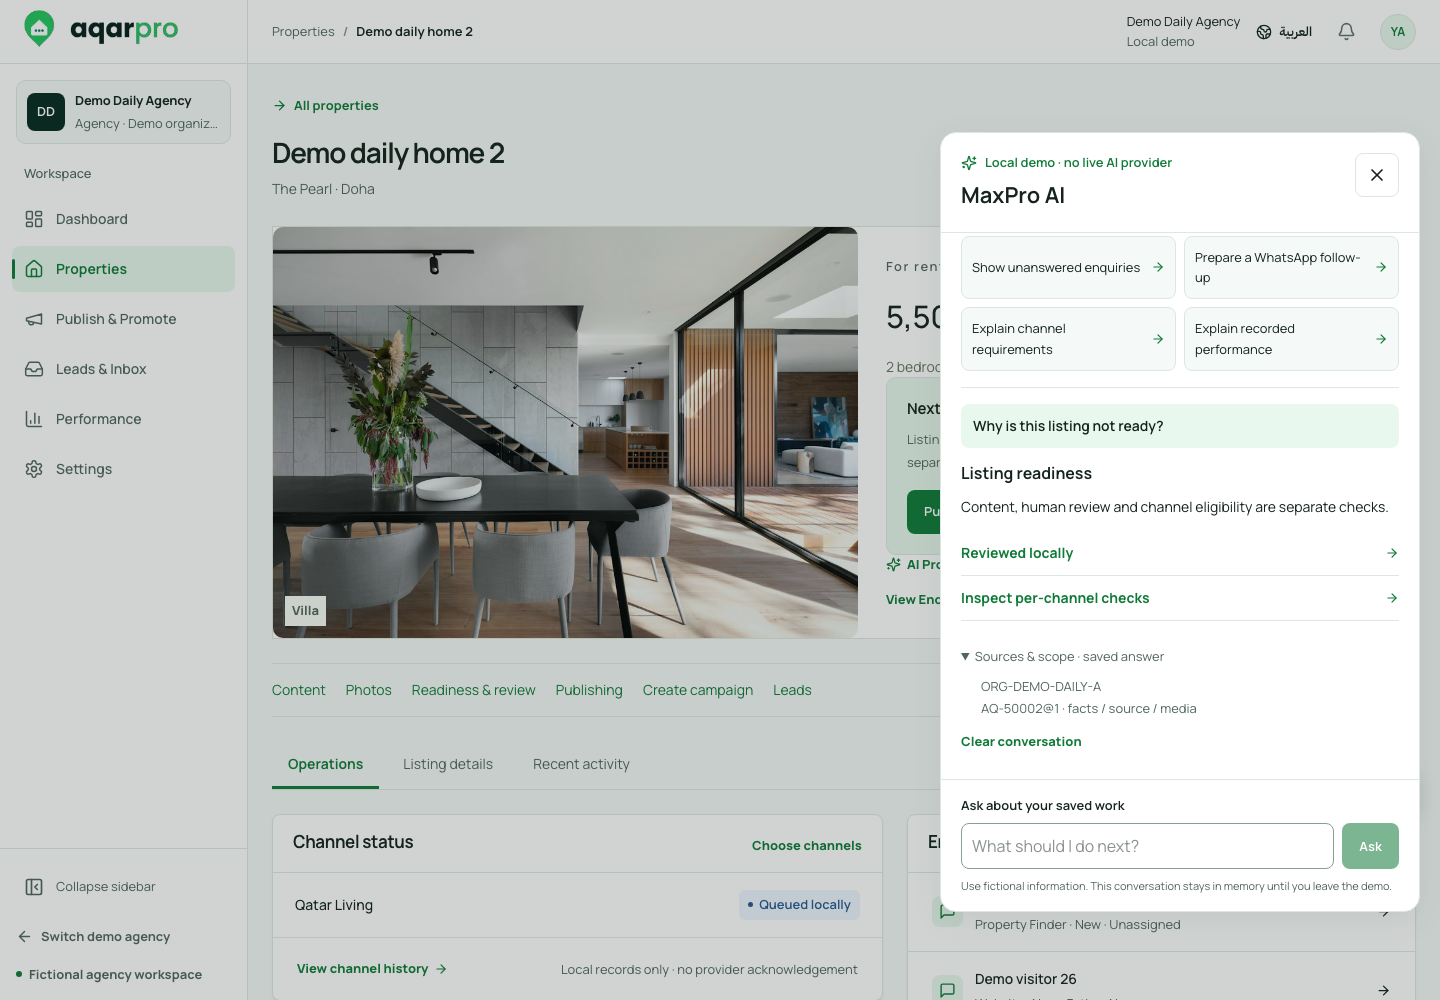 aqarpro
Properties / Demo daily home 2
Demo Daily Agency
Local demo
العربية
YA
DD
Demo Daily Agency
Agency · Demo organiz...
Workspace
Dashboard
Properties
Publish & Promote
Leads & Inbox
Performance
Settings
Collapse sidebar
Switch demo agency
Fictional agency workspace
All properties
Demo daily home 2
The Pearl · Doha
Villa
For rent
2
Next
AI
View
Content
Photos
Readiness & review
Publishing
Create campaign
Leads
Operations
Listing details
Recent activity
Channel status
Choose channels
Qatar Living
Queued locally
View channel history
Local records only · no provider acknowledgement
Property Finder · New · Unassigned
Demo visitor 26
Local demo · no live AI provider
MaxPro AI
Show unanswered enquiries
Prepare a WhatsApp follow-
up
Explain channel
requirements
Explain recorded
performance
Why is this listing not ready?
Listing readiness
Content, human review and channel eligibility are separate checks.
Reviewed locally
Inspect per-channel checks
Sources & scope · saved answer
ORG-DEMO-DAILY-A
AQ-50002@1 · facts / source / media
Clear conversation
Ask about your saved work
What should I do next?
Ask
Use fictional information. This conversation stays in memory until you leave the demo.